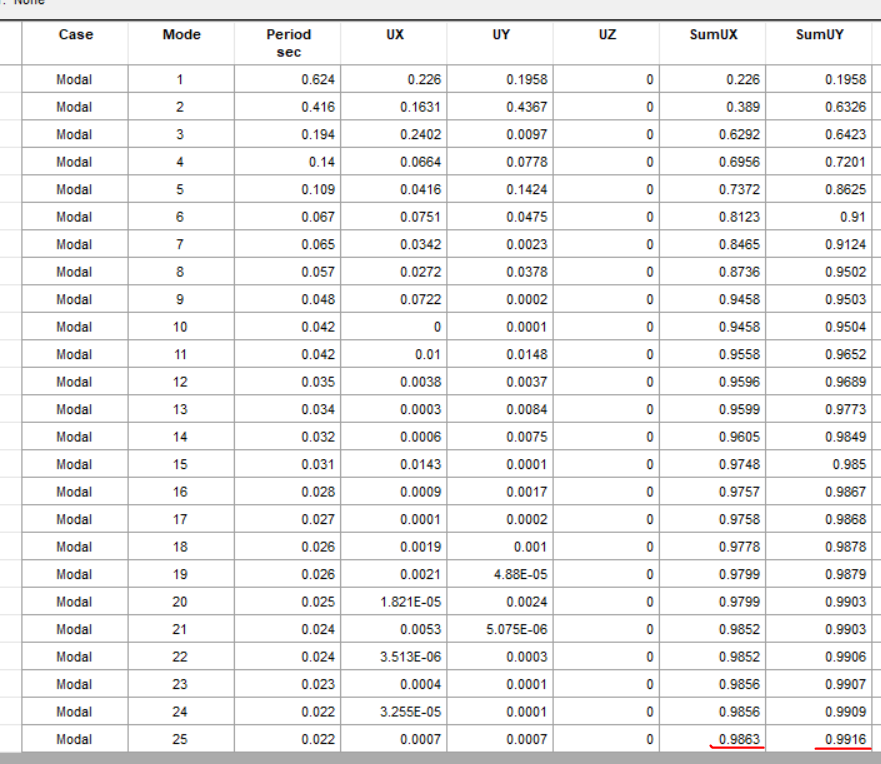 : None
Case Mode Period UX UY UZ SumUX SumUY
sec
Modal 1 0.624 0.226 0.1958 0 0.226 0.1958
Modal 2 0.416 0.1631 0.4367 0 0.389 0.6326
Modal 3 0.194 0.2402 0.0097 0 0.6292 0.6423
Modal 4 0.14 0.0664 0.0778 0 0.6956 0.7201
Modal 5 0.109 0.0416 0.1424 0 0.7372 0.8625
Modal 6 0.067 0.0751 0.0475 0 0.8123 0.91
Modal 7 0.065 0.0342 0.0023 0 0.8465 0.9124
Modal 8 0.057 0.0272 0.0378 0 0.8736 0.9502
Modal 9 0.048 0.0722 0.0002 0 0.9458 0.9503
Modal 10 0.042 0 0.0001 0 0.9458 0.9504
Modal 11 0.042 0.01 0.0148 0 0.9558 0.9652
Modal 12 0.035 0.0038 0.0037 0 0.9596 0.9689
Modal 13 0.034 0.0003 0.0084 0 0.9599 0.9773
Modal 14 0.032 0.0006 0.0075 0 0.9605 0.9849
Modal 15 0.031 0.0143 0.0001 0 0.9748 0.985
Modal 16 0.028 0.0009 0.0017 0 0.9757 0.9867
Modal 17 0.027 0.0001 0.0002 0 0.9758 0.9868
Modal 18 0.026 0.0019 0.001 0 0.9778 0.9878
Modal 19 0.026 0.0021 4.88E-05 0 0.9799 0.9879
Modal 20 0.025 1.821E-05 0.0024 0 0.9799 0.9903
Modal 21 0.024 0.0053 5.075E-06 0 0.9852 0.9903
Modal 22 0.024 3.513E-06 0.0003 0 0.9852 0.9906
Modal 23 0.023 0.0004 0.0001 0 0.9856 0.9907
Modal 24 0.022 3.255E-05 0.0001 0 0.9856 0.9909
Modal 25 0.022 0.0007 0.0007 0 0.9863 0.9916